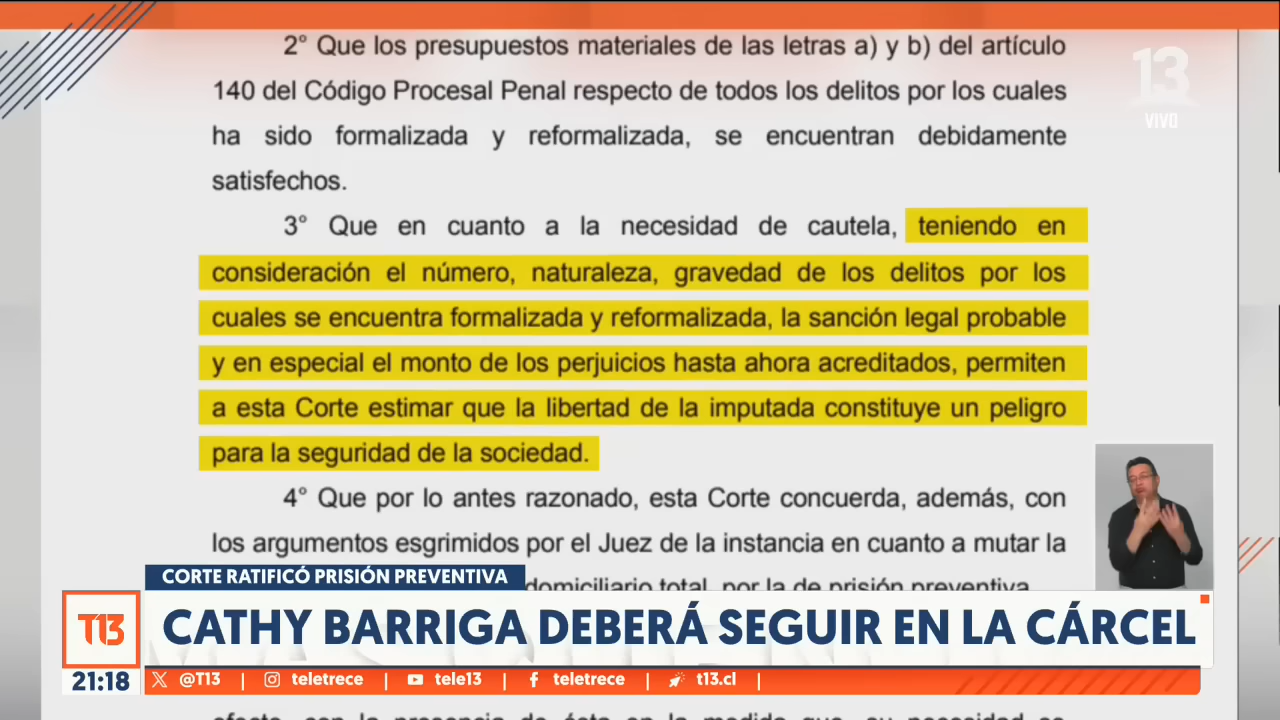 2° Que los presupuestos materiales de las letras a) y b) del artículo
140 del Código Procesal Penal respecto de todos los delitos por los cuales
ha sido formalizada y reformalizada, se encuentran debidamente
satisfechos.
3° Que en cuanto a la necesidad de cautela, teniendo en
consideración el número, naturaleza, gravedad de los delitos por los
cuales se encuentra formalizada y reformalizada, la sanción legal probable
y en especial el monto de los perjuicios hasta ahora acreditados, permiten
a esta Corte estimar que la libertad de la imputada constituye un peligro
para la seguridad de la sociedad.
4° Que por lo antes razonado, esta Corte concuerda, además, con
los argumentos esgrimidos por el Juez de la instancia en cuanto a mutar la
domiciliario total, por la de prisión preventiva
13
VIVO
CORTE RATIFICÓ PRISIÓN PREVENTIVA
T13
CATHY BARRIGA DEBERÁ SEGUIR EN LA CÁRCEL
21:18
@T13 | teletrece | tele13 | teletrece | t13.cl |